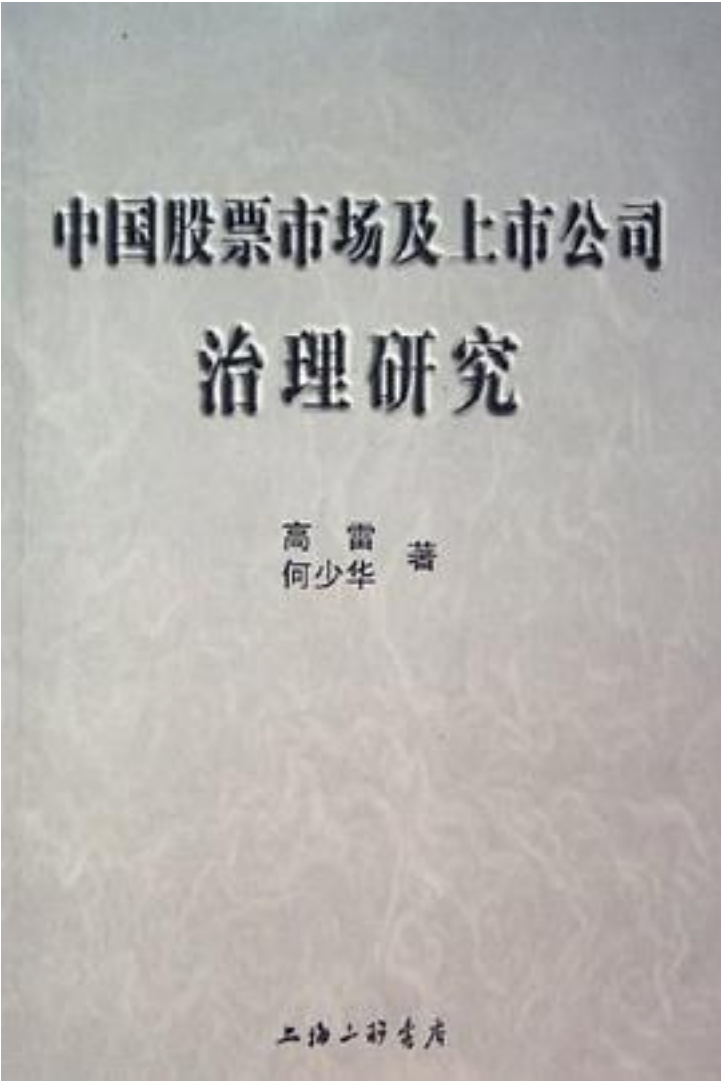 中国股票市场及上市公司
治理研究
高 雷
何少华 著
上海三联书店